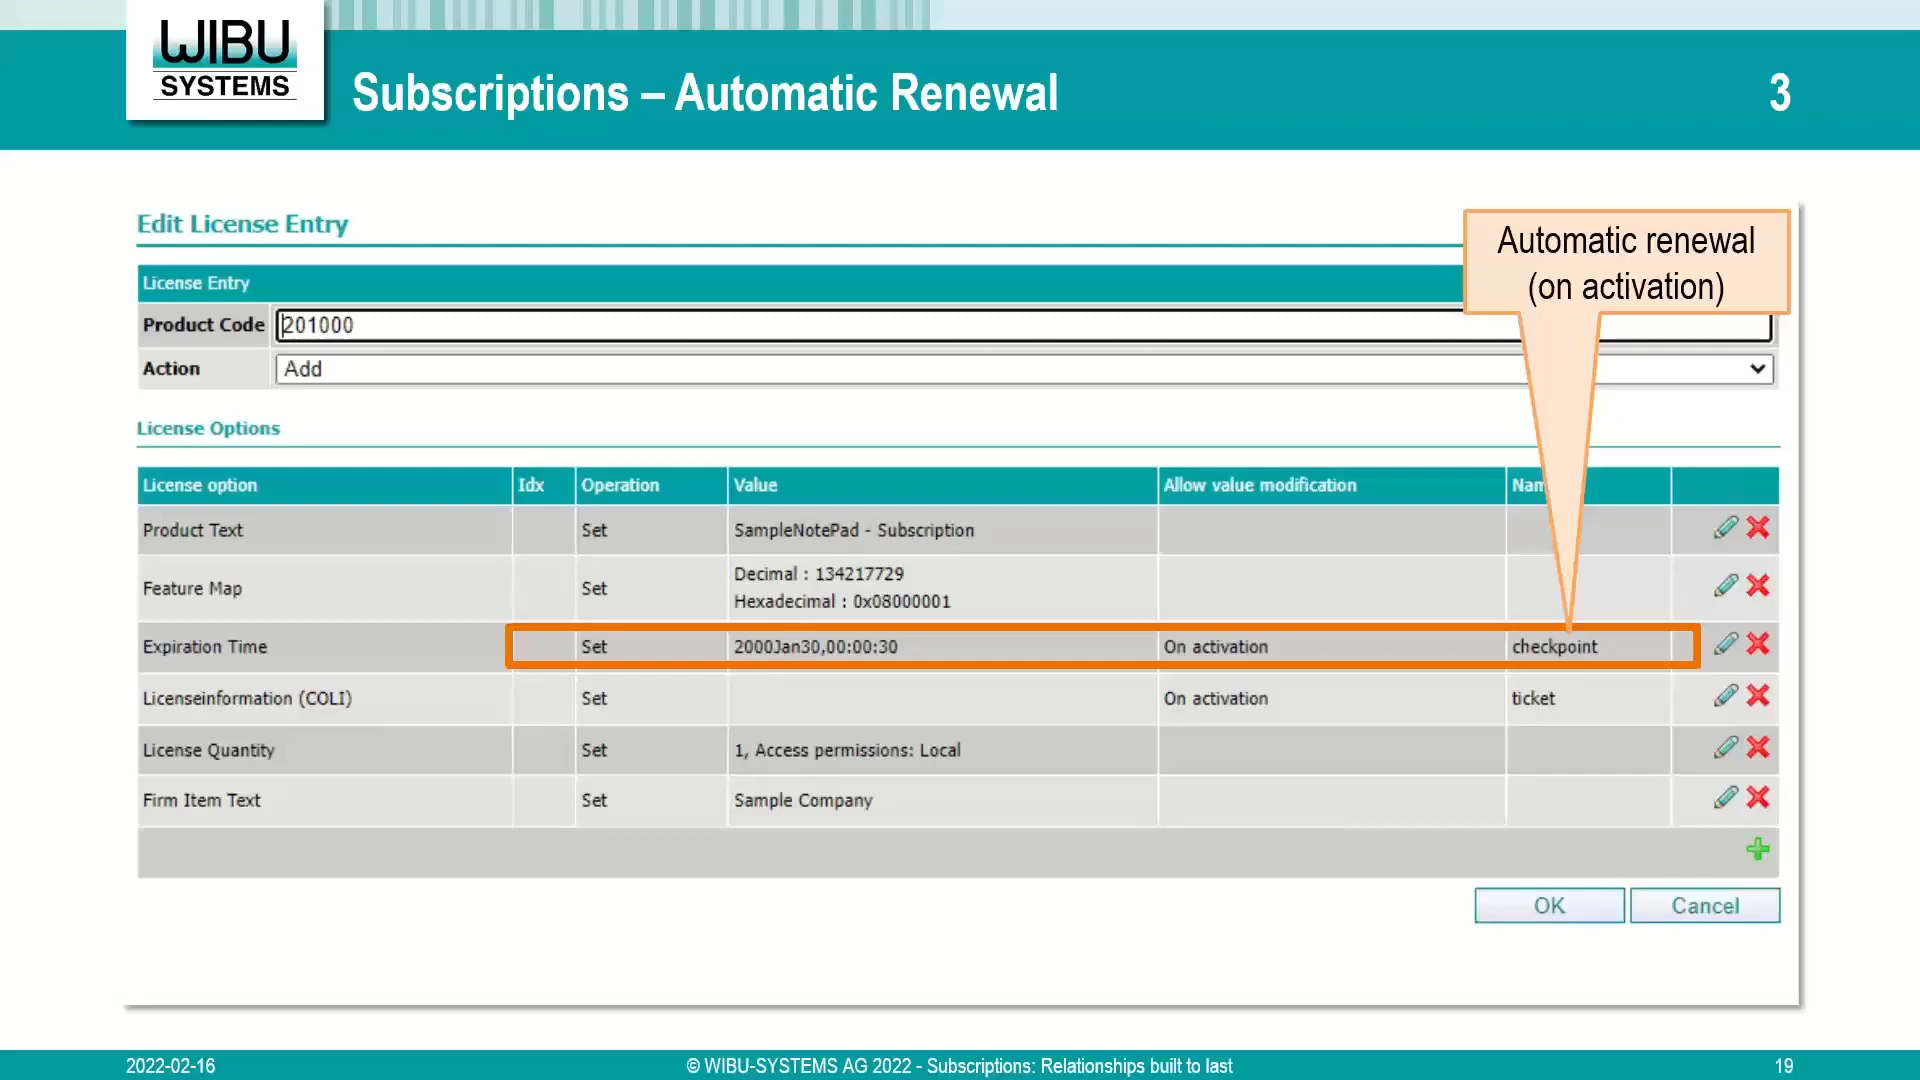 WIBU
SYSTEMS
Subscriptions – Automatic Renewal
3
Edit License Entry
Automatic renewal
(on activation)
License Entry
Product Code 201000
Action Add
License Options
License option Idx Operation Value Allow value modification
Product Text Set SampleNotePad - Subscription
Feature Map Set Decimal : 134217729
Hexadecimal : 0x08000001
Expiration Time Set 2000Jan30,00:00:30 On activation checkpoint
Licenseinformation (COLI) Set On activation ticket
License Quantity Set 1, Access permissions: Local
Firm Item Text Set Sample Company
OK Cancel
2022-02-16 © WIBU-SYSTEMS AG 2022 - Subscriptions: Relationships built to last 19